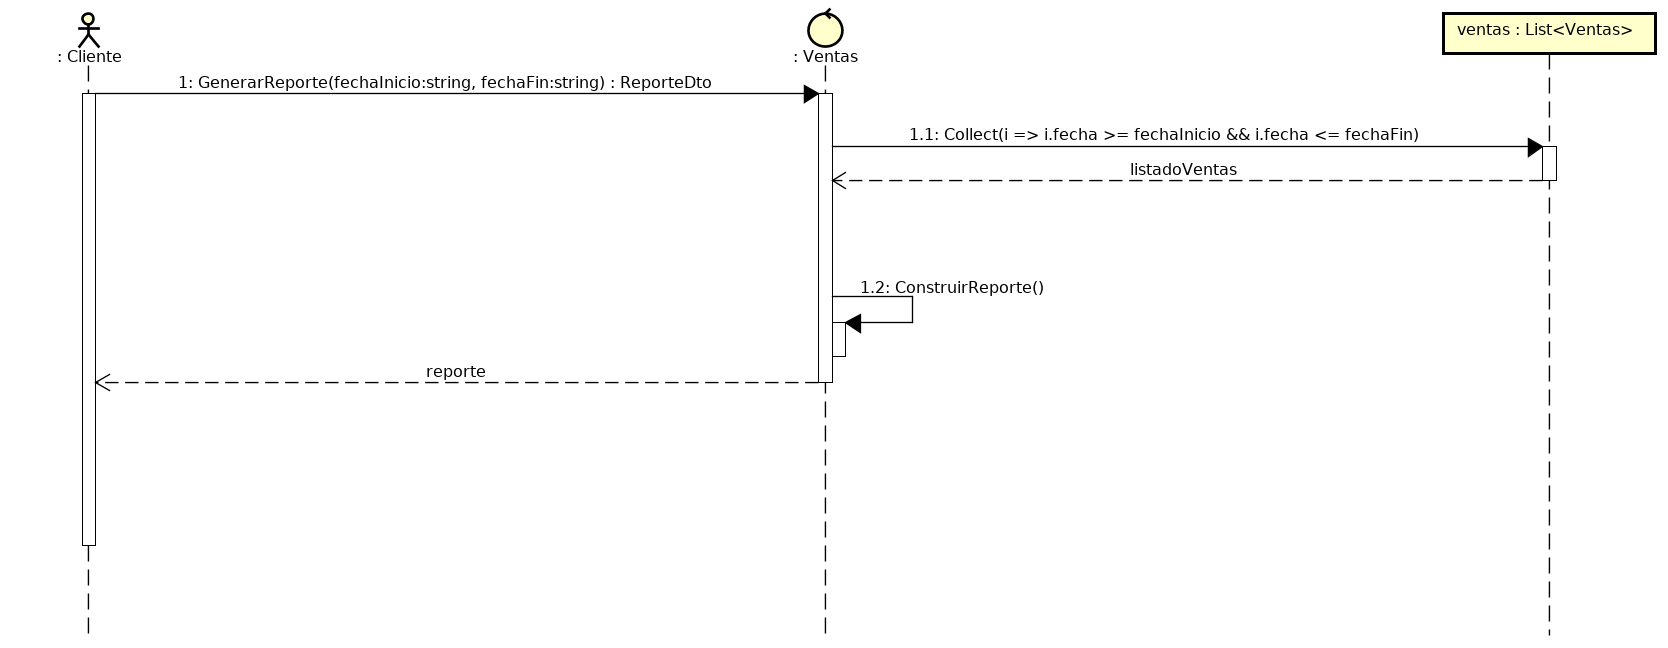 : Cliente
: Ventas
ventas : List<Ventas>
1: GenerarReporte(fechaInicio:string, fechaFin:string) : ReporteDto
1.1: Collect(i => i.fecha >= fechaInicio && i.fecha <= fechaFin)
listadoVentas
1.2: ConstruirReporte()
reporte